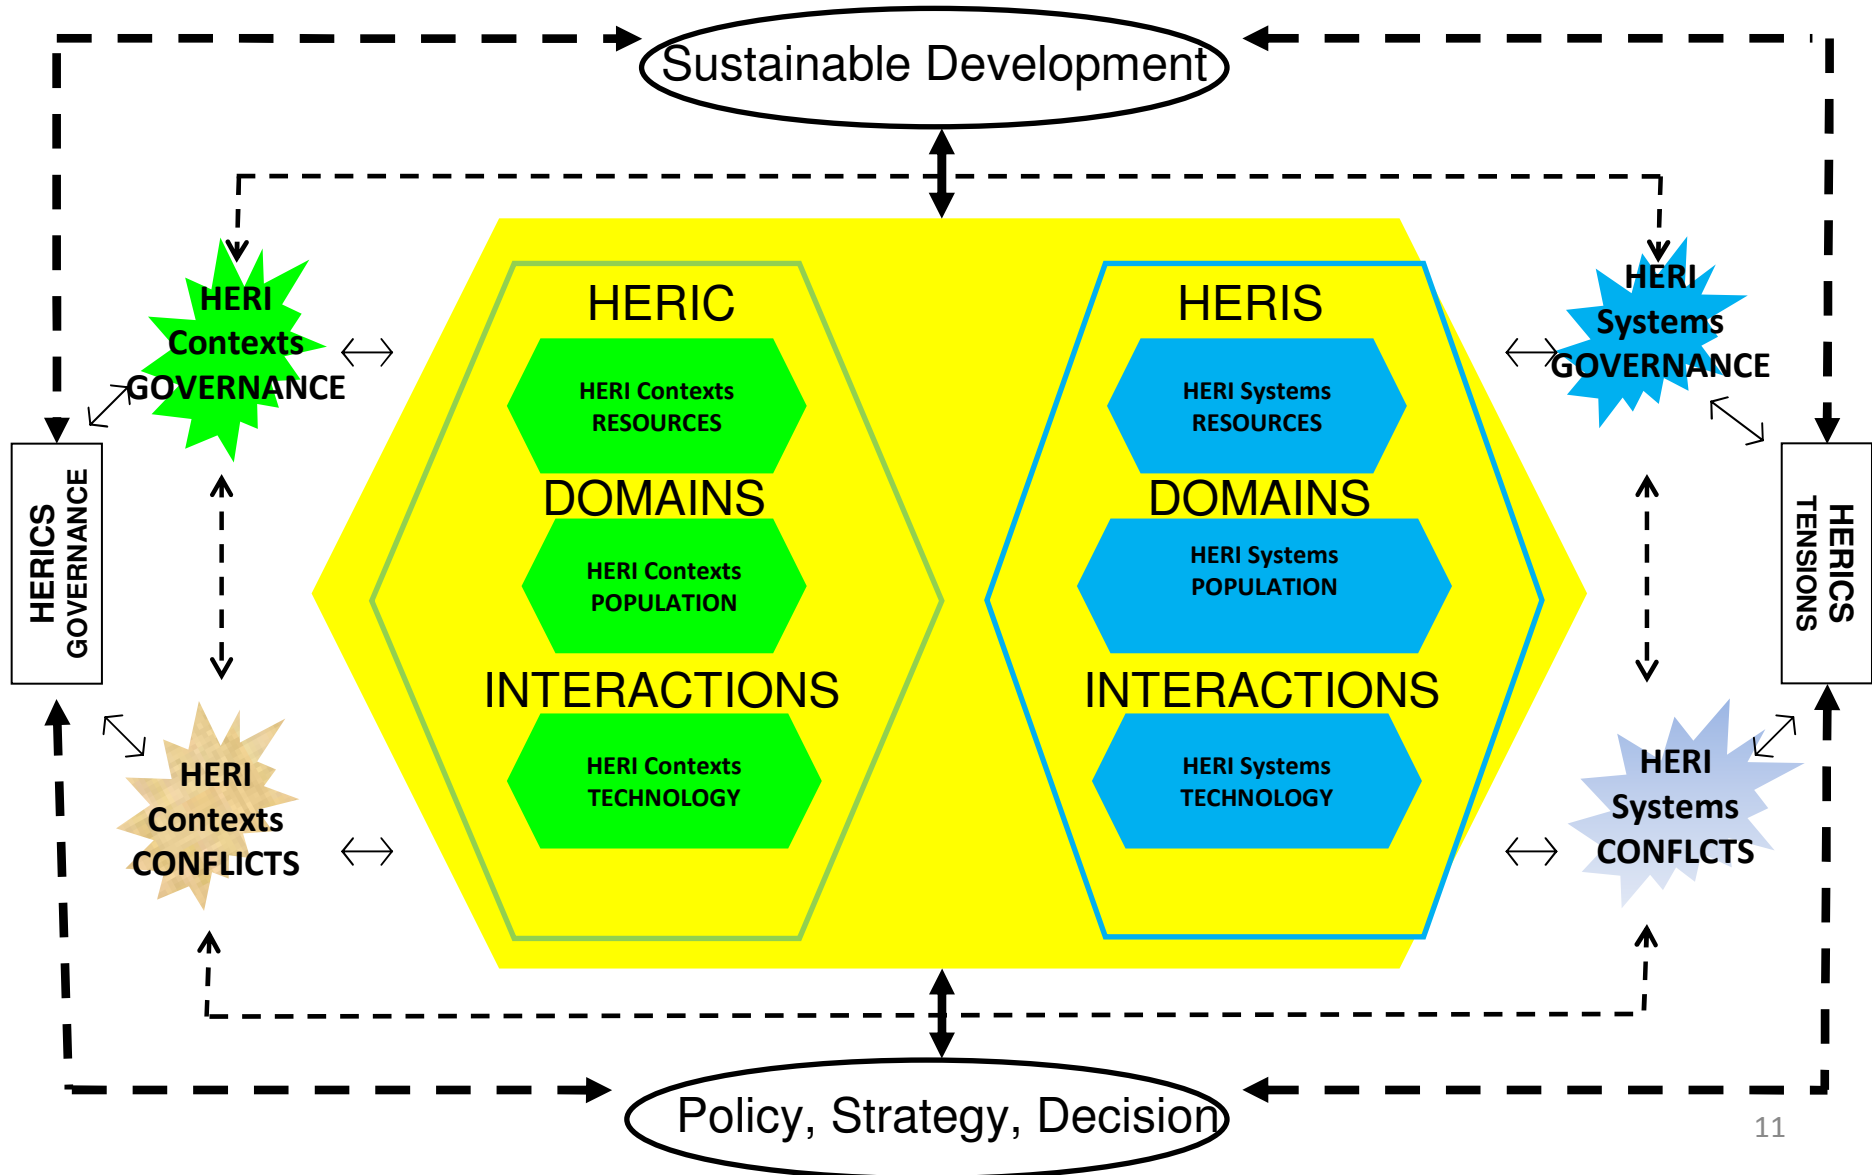 Sustainable Development
HERI
Contexts
GOVERNANCE
HERIC
HERI Contexts
RESOURCES
DOMAINS
HERI Contexts
POPULATION
INTERACTIONS
HERI Contexts
TECHNOLOGY
HERIS
HERI Systems
RESOURCES
DOMAINS
HERI Systems
POPULATION
INTERACTIONS
HERI Systems
TECHNOLOGY
HERI
Systems
GOVERNANCE
HERICS
GOVERNANCE
HERICS
TENSIONS
HERI
Contexts
CONFLICTS
HERI
Systems
CONFLCTS
Policy, Strategy, Decision
11